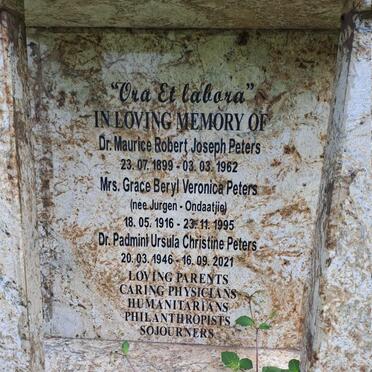 "Ora Et labora"
IN LOVING MEMORY OF
Dr. Maurice Robert Joseph Peters
23. 07. 1899 - 03. 03. 1962
Mrs. Grace Beryl Veronica Peters
(nee Jurgen - Ondaatjie)
18. 05. 1916 - 23. 11. 1995
Dr. Padmini Ursula Christine Peters
20. 03. 1946 - 16. 09. 2021
LOVING PARENTS
CARING PHYSICIANS
HUMANITARIANS
PHILANTHROPISTS
SOJOURNERS